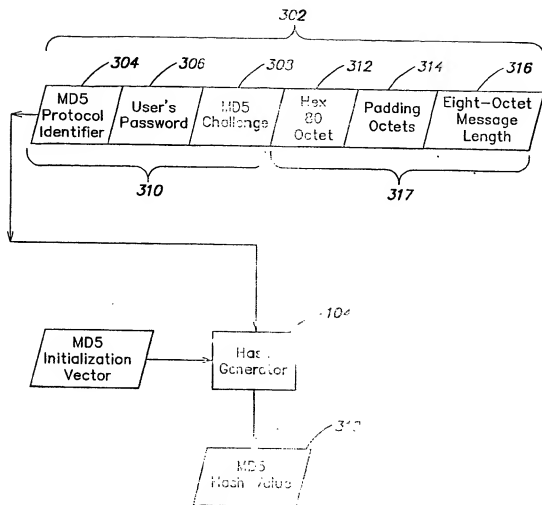 302
304 306 303 312 314 316
MD5 Protocol Identifier
User's Password
MD5 Challenge
Hex 80 Octet
Padding Octets
Eight-Octet Message Length
310
317
104
MD5 Initialization Vector
Hash Generator
MD5 Hash Value